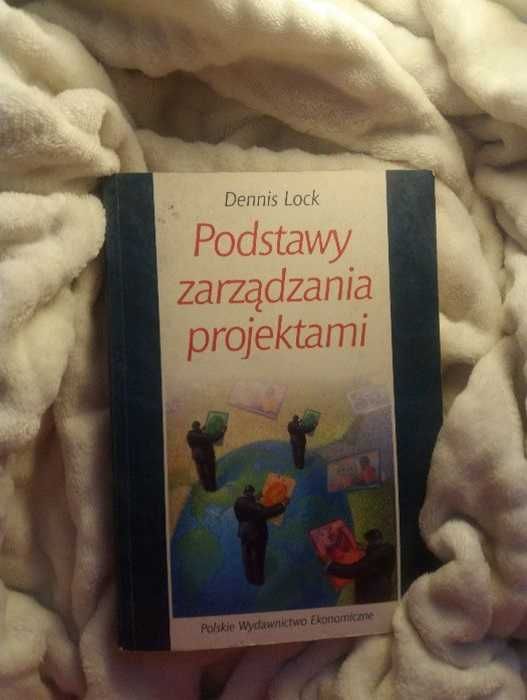 Dennis Lock
Podstawy
zarządzania
projektami
Polskie Wydawnictwo Ekonomiczne